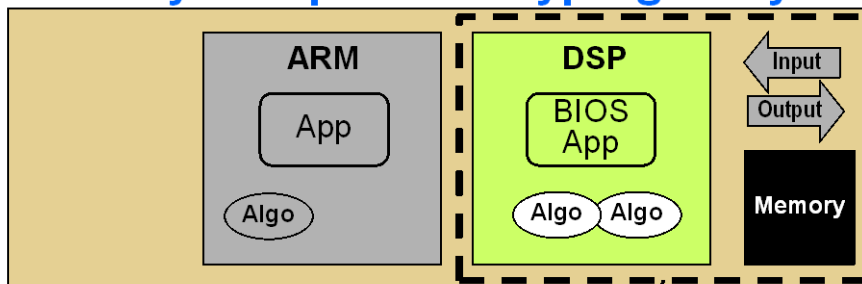 ARM
App
Algo
DSP
BIOS
App
Algo Algo
Input
Output
Memory